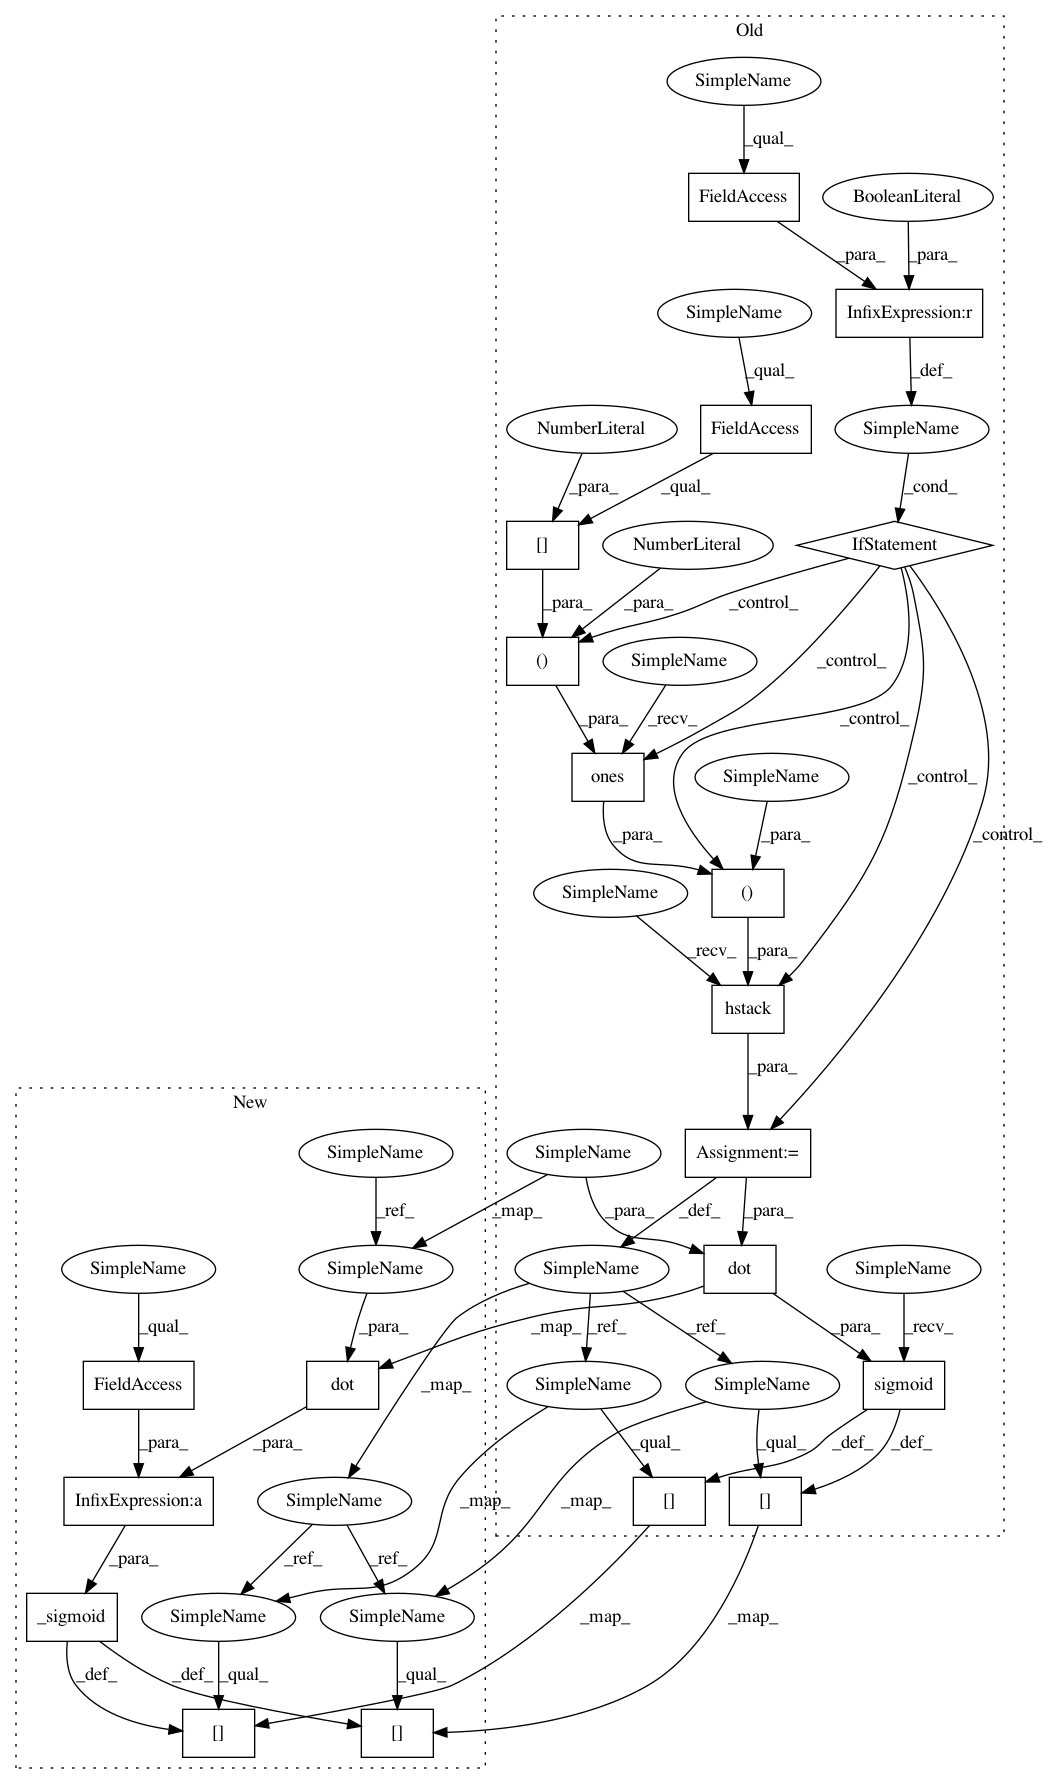 Old
SimpleName
_qual_
FieldAccess
BooleanLiteral
_para_
_para_
SimpleName
InfixExpression:r
_qual_
_def_
NumberLiteral
FieldAccess
SimpleName
_para_
_qual_
_cond_
[]
NumberLiteral
IfStatement
_para_
_para_
_control_
()
SimpleName
_control_
_para_
_recv_
_control_
ones
SimpleName
_control_
_para_
_para_
_control_
SimpleName
()
_recv_
_para_
hstack
_para_
New
SimpleName
SimpleName
Assignment:=
_ref_
_map_
_para_
_def_
_para_
SimpleName
SimpleName
SimpleName
dot
SimpleName
_qual_
_para_
_map_
_ref_
_ref_
_para_
_recv_
FieldAccess
dot
_map_
SimpleName
SimpleName
sigmoid
_para_
_para_
_qual_
_qual_
_def_
_def_
InfixExpression:a
SimpleName
_map_
_map_
[]
[]
_para_
_ref_
_ref_
_sigmoid
SimpleName
SimpleName
_map_
_map_
_def_
_def_
_qual_
_qual_
[]
[]